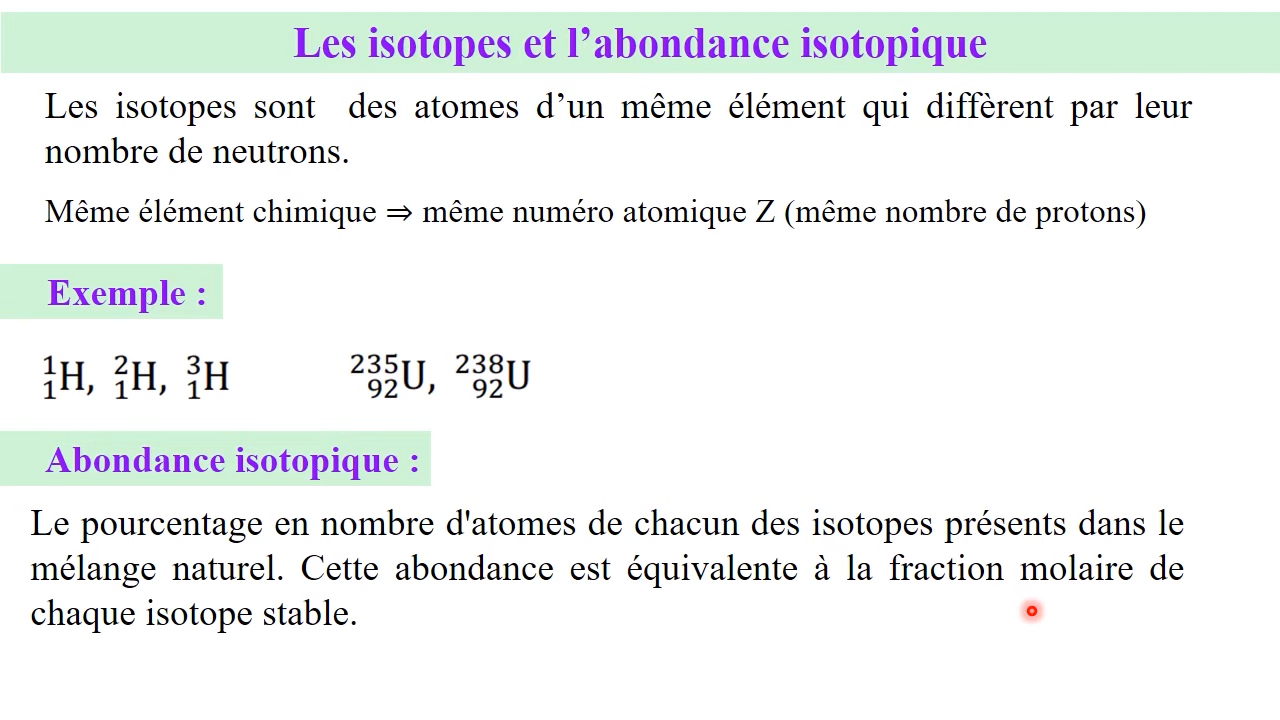 Les isotopes et l’abondance isotopique
Les isotopes sont des atomes d’un même élément qui diffèrent par leur
nombre de neutrons.
Même élément chimique ⇒ même numéro atomique Z (même nombre de protons)
Exemple :
¹₁H, ²₁H, ³₁H ²³⁵₉₂U, ²³⁸₉₂U
Abondance isotopique :
Le pourcentage en nombre d'atomes de chacun des isotopes présents dans le
mélange naturel. Cette abondance est équivalente à la fraction molaire de
chaque isotope stable.